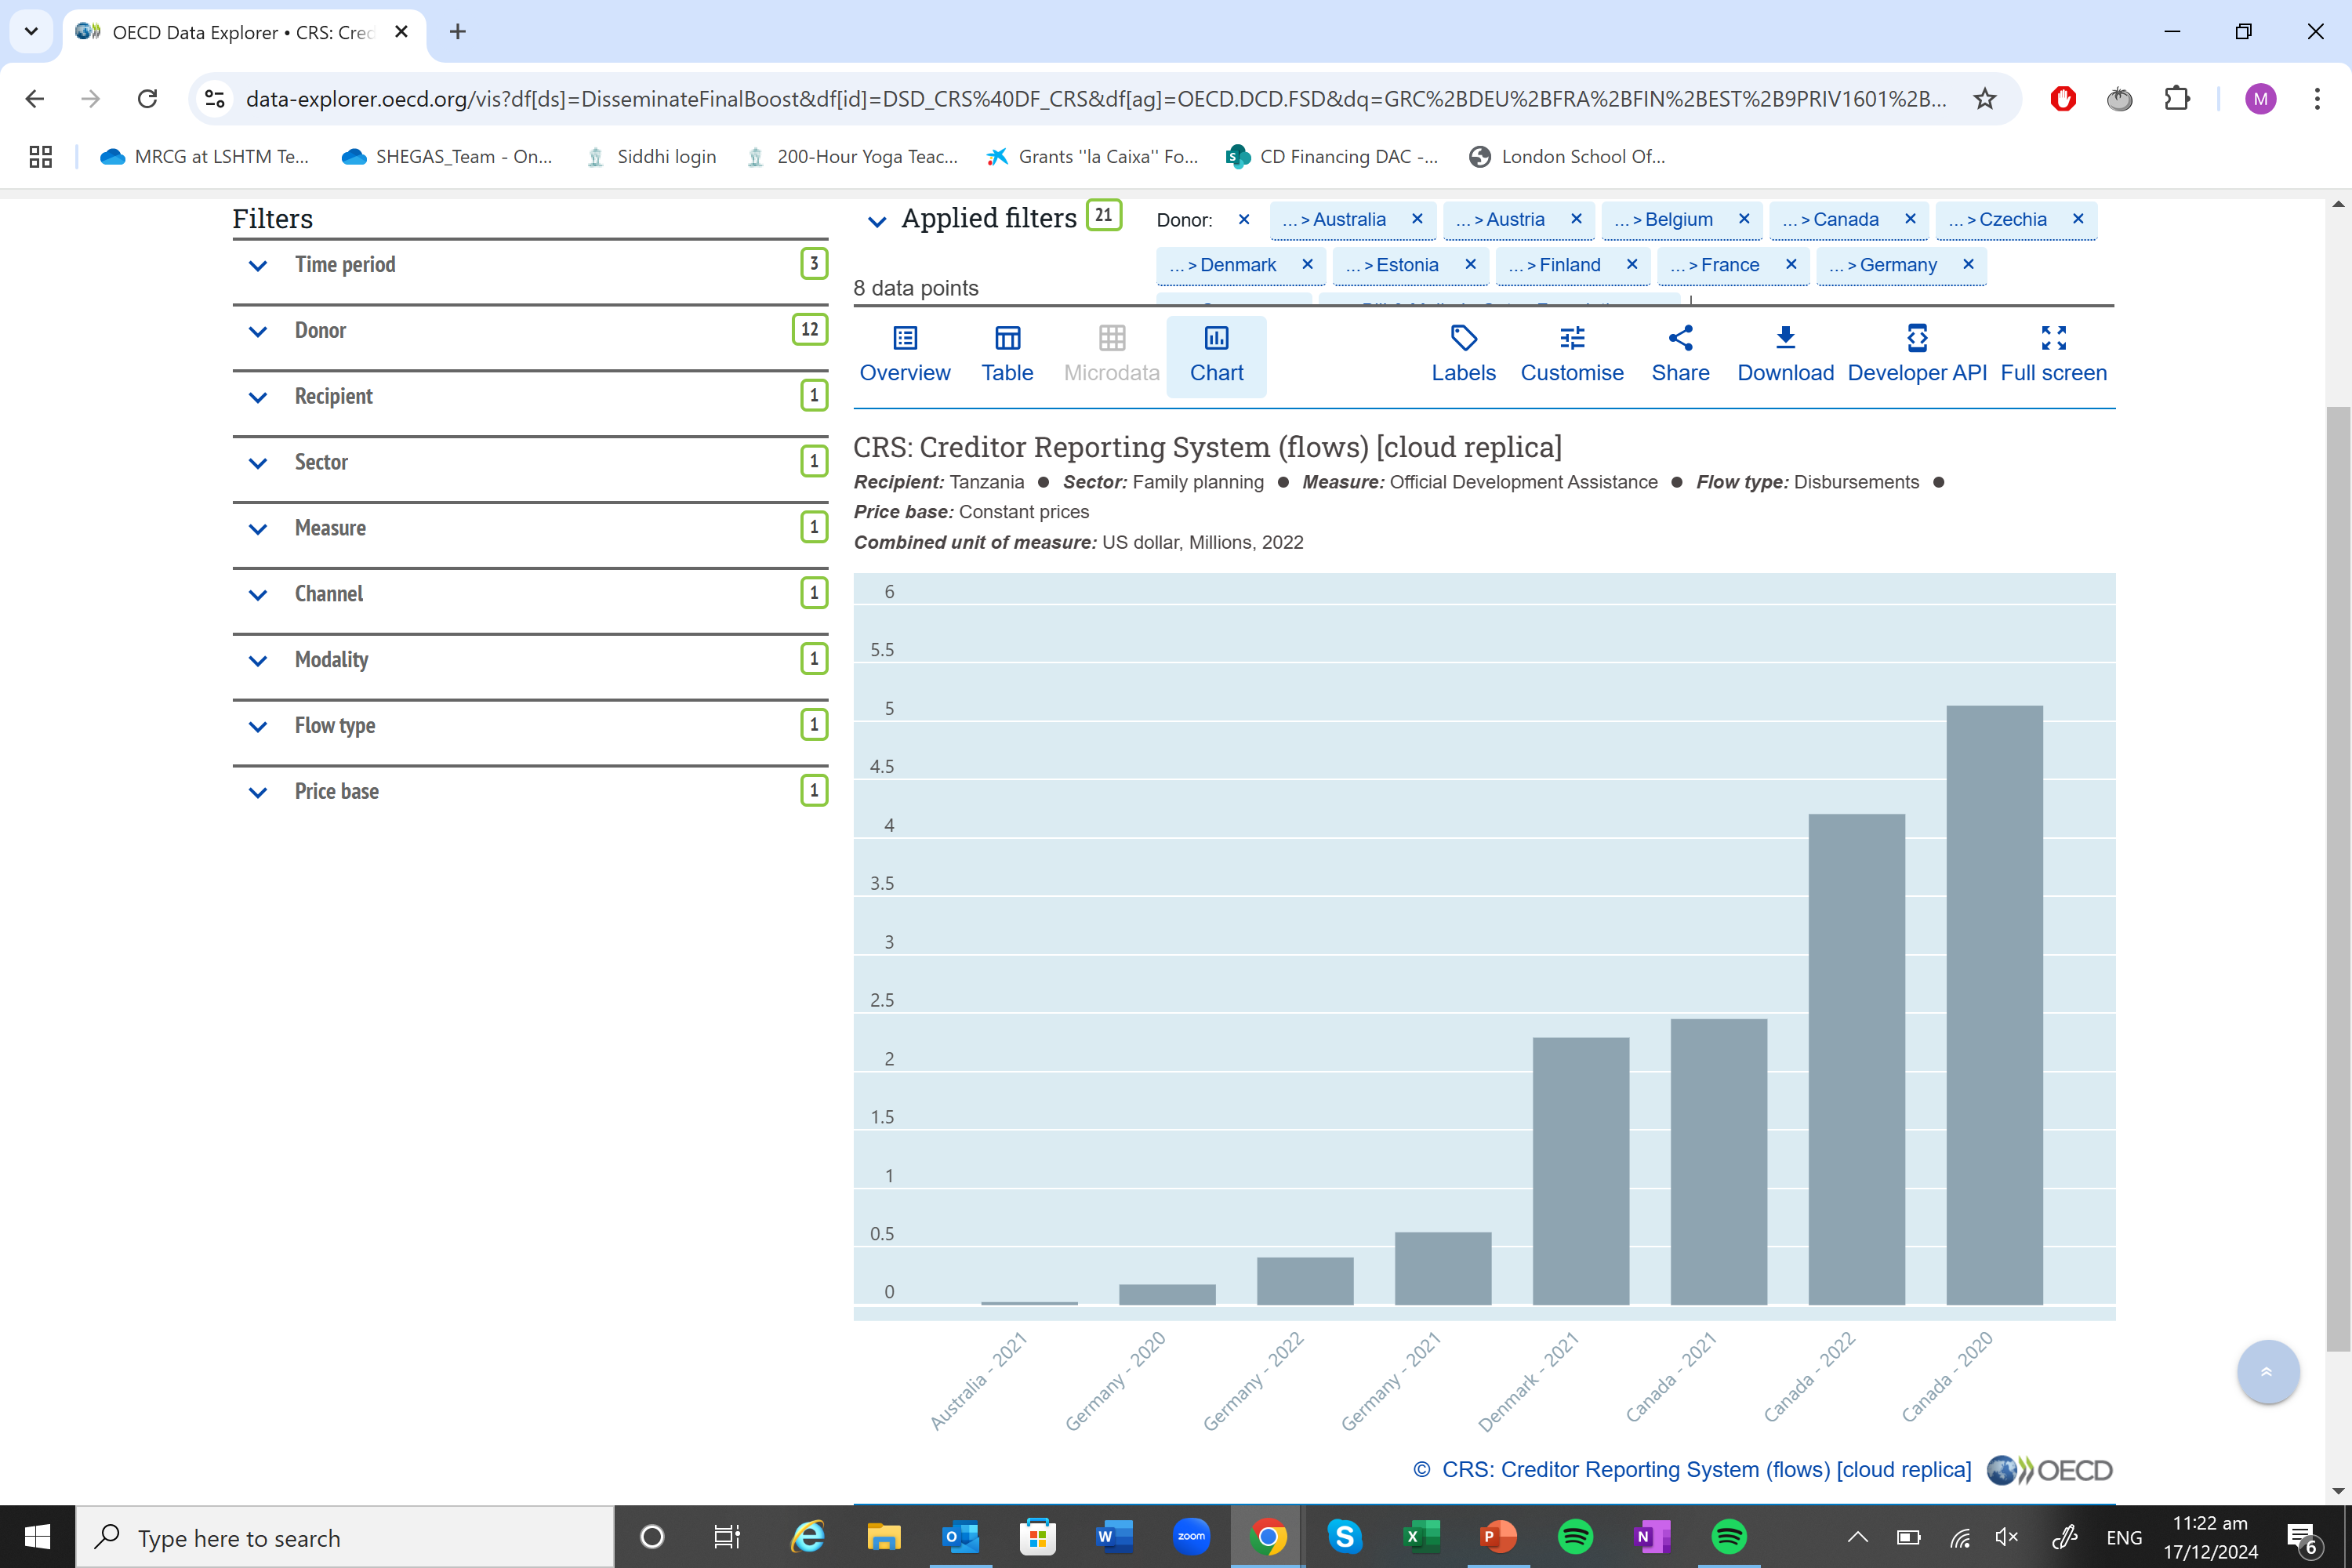 OECD Data Explorer • CRS: Cred
data-explorer.oecd.org/vis?df[ds]=DisseminateFinalBoost&df[id]=DSD_CRS%40DF_CRS&df[ag]=OECD.DCD.FSD&dq=GRC%2BDEU%2BFRA%2BFIN%2BEST%2B9PRIV1601%2B...
M
MRCG at LSHTM Te...
SHEGAS_Team - On...
Siddhi login
200-Hour Yoga Teac...
Grants ''la Caixa'' Fo...
CD Financing DAC -...
London School Of...
Filters
Time period 3
Donor 12
Recipient 1
Sector 1
Measure 1
Channel 1
Modality 1
Flow type 1
Price base 1
Applied filters 21
8 data points
Donor: ... > Australia ... > Austria ... > Belgium ... > Canada ... > Czechia
... > Denmark ... > Estonia ... > Finland ... > France ... > Germany
Overview Table Microdata Chart Labels Customise Share Download Developer API Full screen
CRS: Creditor Reporting System (flows) [cloud replica]
Recipient: Tanzania ● Sector: Family planning ● Measure: Official Development Assistance ● Flow type: Disbursements ●
Price base: Constant prices
Combined unit of measure: US dollar, Millions, 2022
6
5.5
5
4.5
4
3.5
3
2.5
2
1.5
1
0.5
0
Australia - 2021
Germany - 2020
Germany - 2022
Germany - 2021
Denmark - 2021
Canada - 2021
Canada - 2022
Canada - 2020
© CRS: Creditor Reporting System (flows) [cloud replica] OECD
Type here to search
zoom
ENG
11:22 am
17/12/2024
6